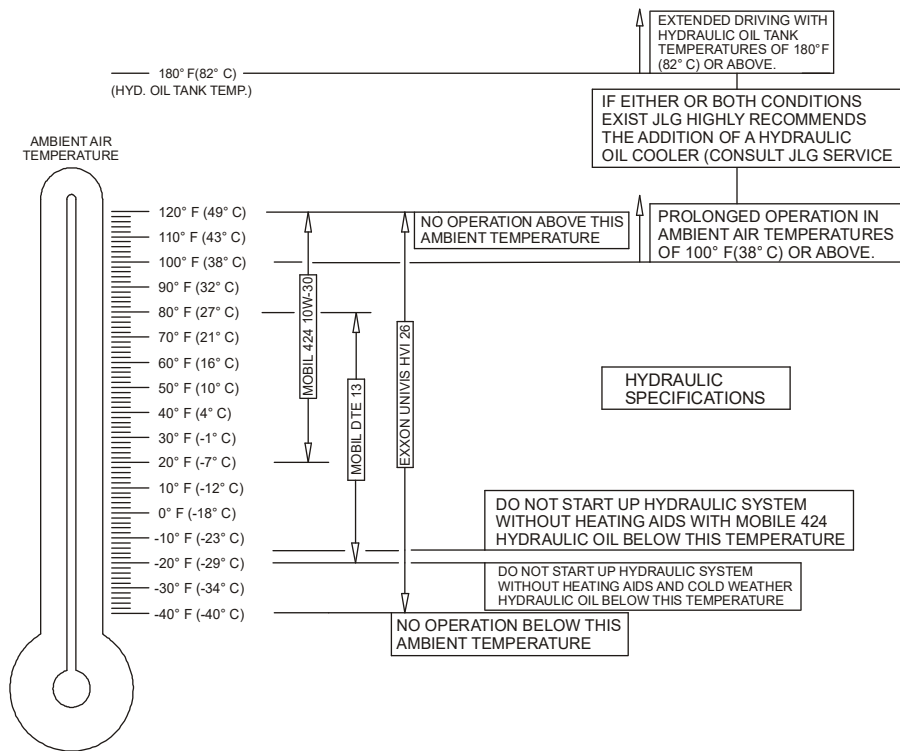 EXTENDED DRIVING WITH
HYDRAULIC OIL TANK
TEMPERATURES OF 180°F
(82° C) OR ABOVE.
180° F(82° C)
(HYD. OIL TANK TEMP.)
IF EITHER OR BOTH CONDITIONS
EXIST JLG HIGHLY RECOMMENDS
THE ADDITION OF A HYDRAULIC
OIL COOLER (CONSULT JLG SERVICE
AMBIENT AIR
TEMPERATURE
120° F (49° C)
110° F (43° C)
100° F (38° C)
90° F (32° C)
80° F (27° C)
70° F (21° C)
60° F (16° C)
50° F (10° C)
40° F (4° C)
30° F (-1° C)
20° F (-7° C)
10° F (-12° C)
0° F (-18° C)
-10° F (-23° C)
-20° F (-29° C)
-30° F (-34° C)
-40° F (-40° C)
MOBIL 424 10W-30
MOBIL DTE 13
EXXON UNIVIS HVI 26
NO OPERATION ABOVE THIS
AMBIENT TEMPERATURE
PROLONGED OPERATION IN
AMBIENT AIR TEMPERATURES
OF 100° F(38° C) OR ABOVE.
HYDRAULIC
SPECIFICATIONS
DO NOT START UP HYDRAULIC SYSTEM
WITHOUT HEATING AIDS WITH MOBILE 424
HYDRAULIC OIL BELOW THIS TEMPERATURE
DO NOT START UP HYDRAULIC SYSTEM
WITHOUT HEATING AIDS AND COLD WEATHER
HYDRAULIC OIL BELOW THIS TEMPERATURE
NO OPERATION BELOW THIS
AMBIENT TEMPERATURE